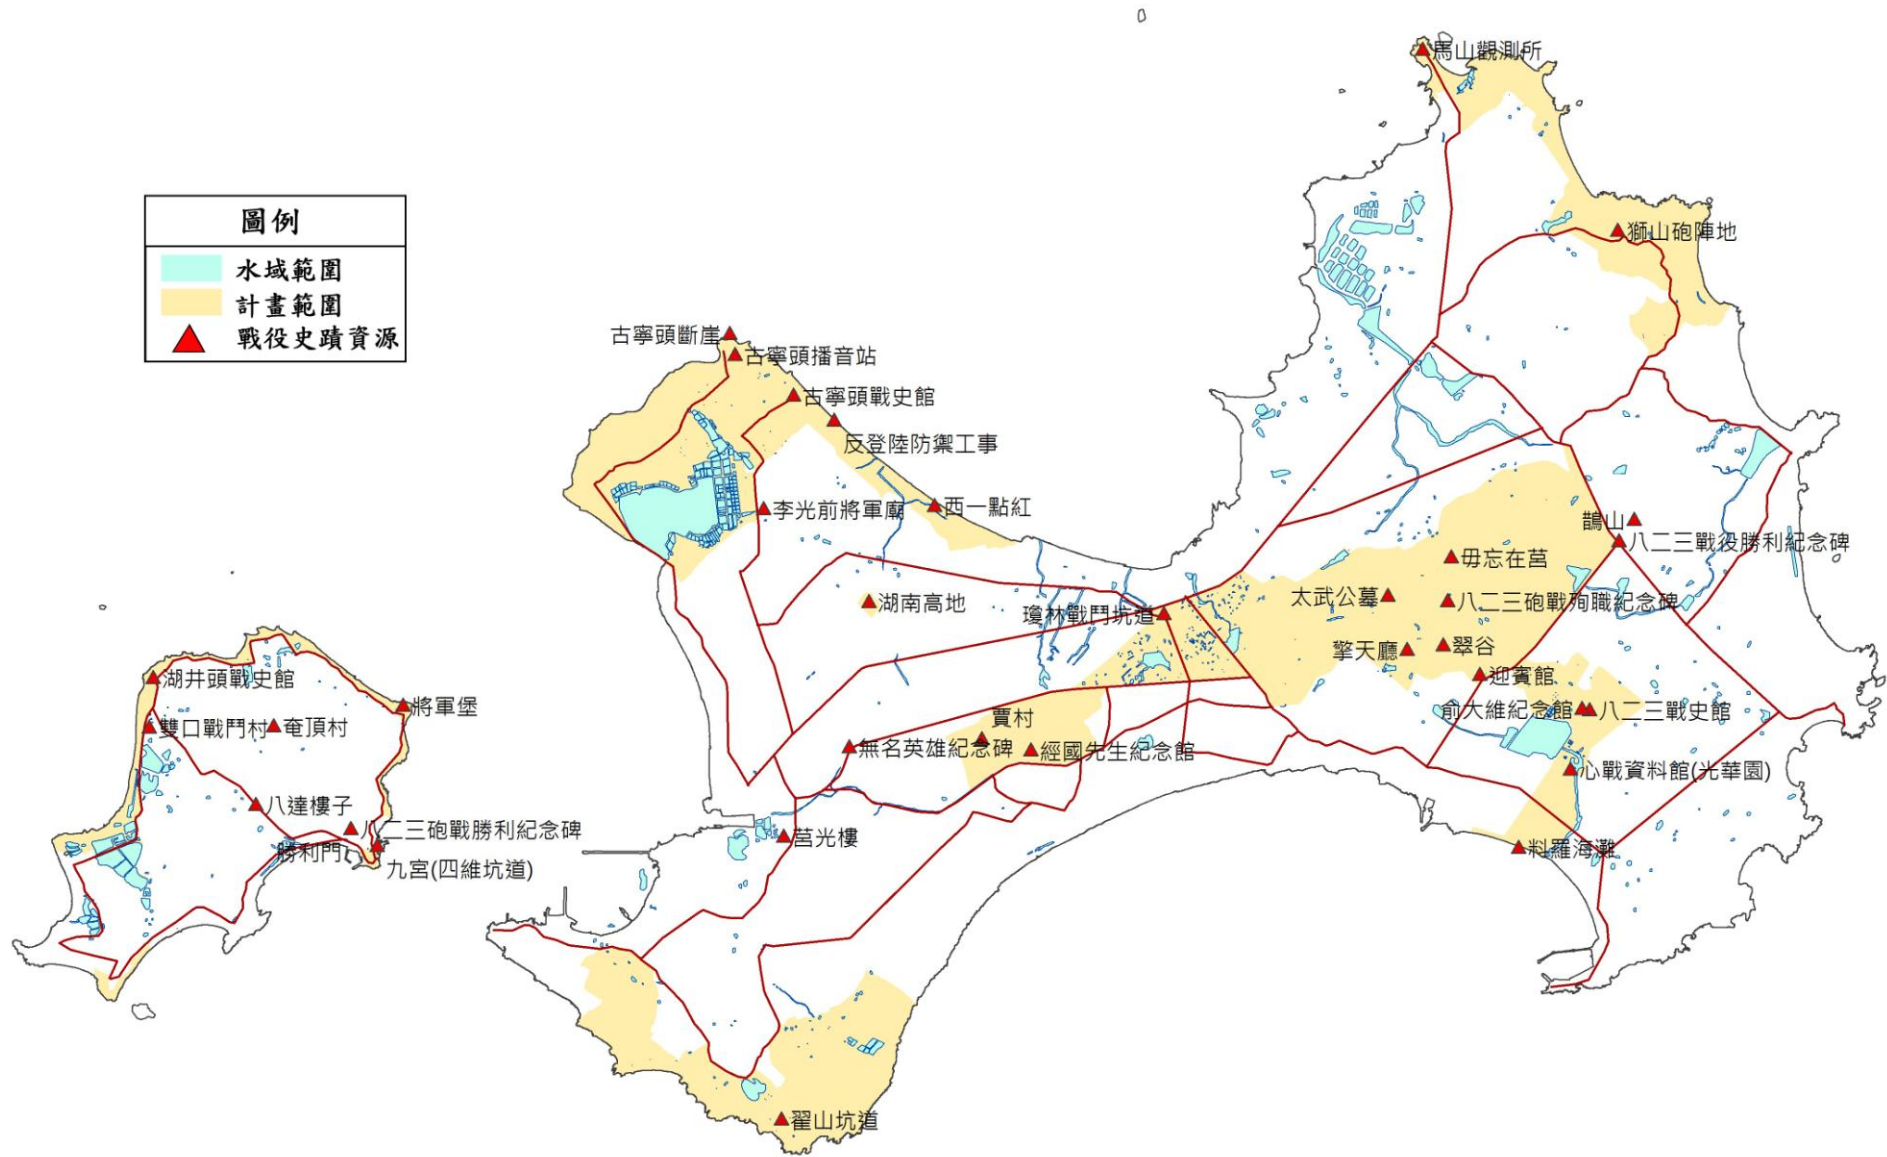 馬山觀測所
圖例
水域範圍
計畫範圍
戰役史蹟資源
獅山砲陣地
古寧頭斷崖
古寧頭播音站
古寧頭戰史館
反登陸防禦工事
李光前將軍廟
西一點紅
鵲山
八二三戰役勝利紀念碑
毋忘在莒
太武公墓
八二三砲戰殉職紀念碑
湖南高地
瓊林戰鬥坑道
擎天廳
翠谷
迎賓館
湖井頭戰史館
將軍堡
雙口戰鬥村
奄頂村
賈村
俞大維紀念館
八二三戰史館
無名英雄紀念碑
經國先生紀念館
心戰資料館(光華園)
八達樓子
八二三砲戰勝利紀念碑
勝利門
莒光樓
料羅海灘
九宮(四維坑道)
翟山坑道